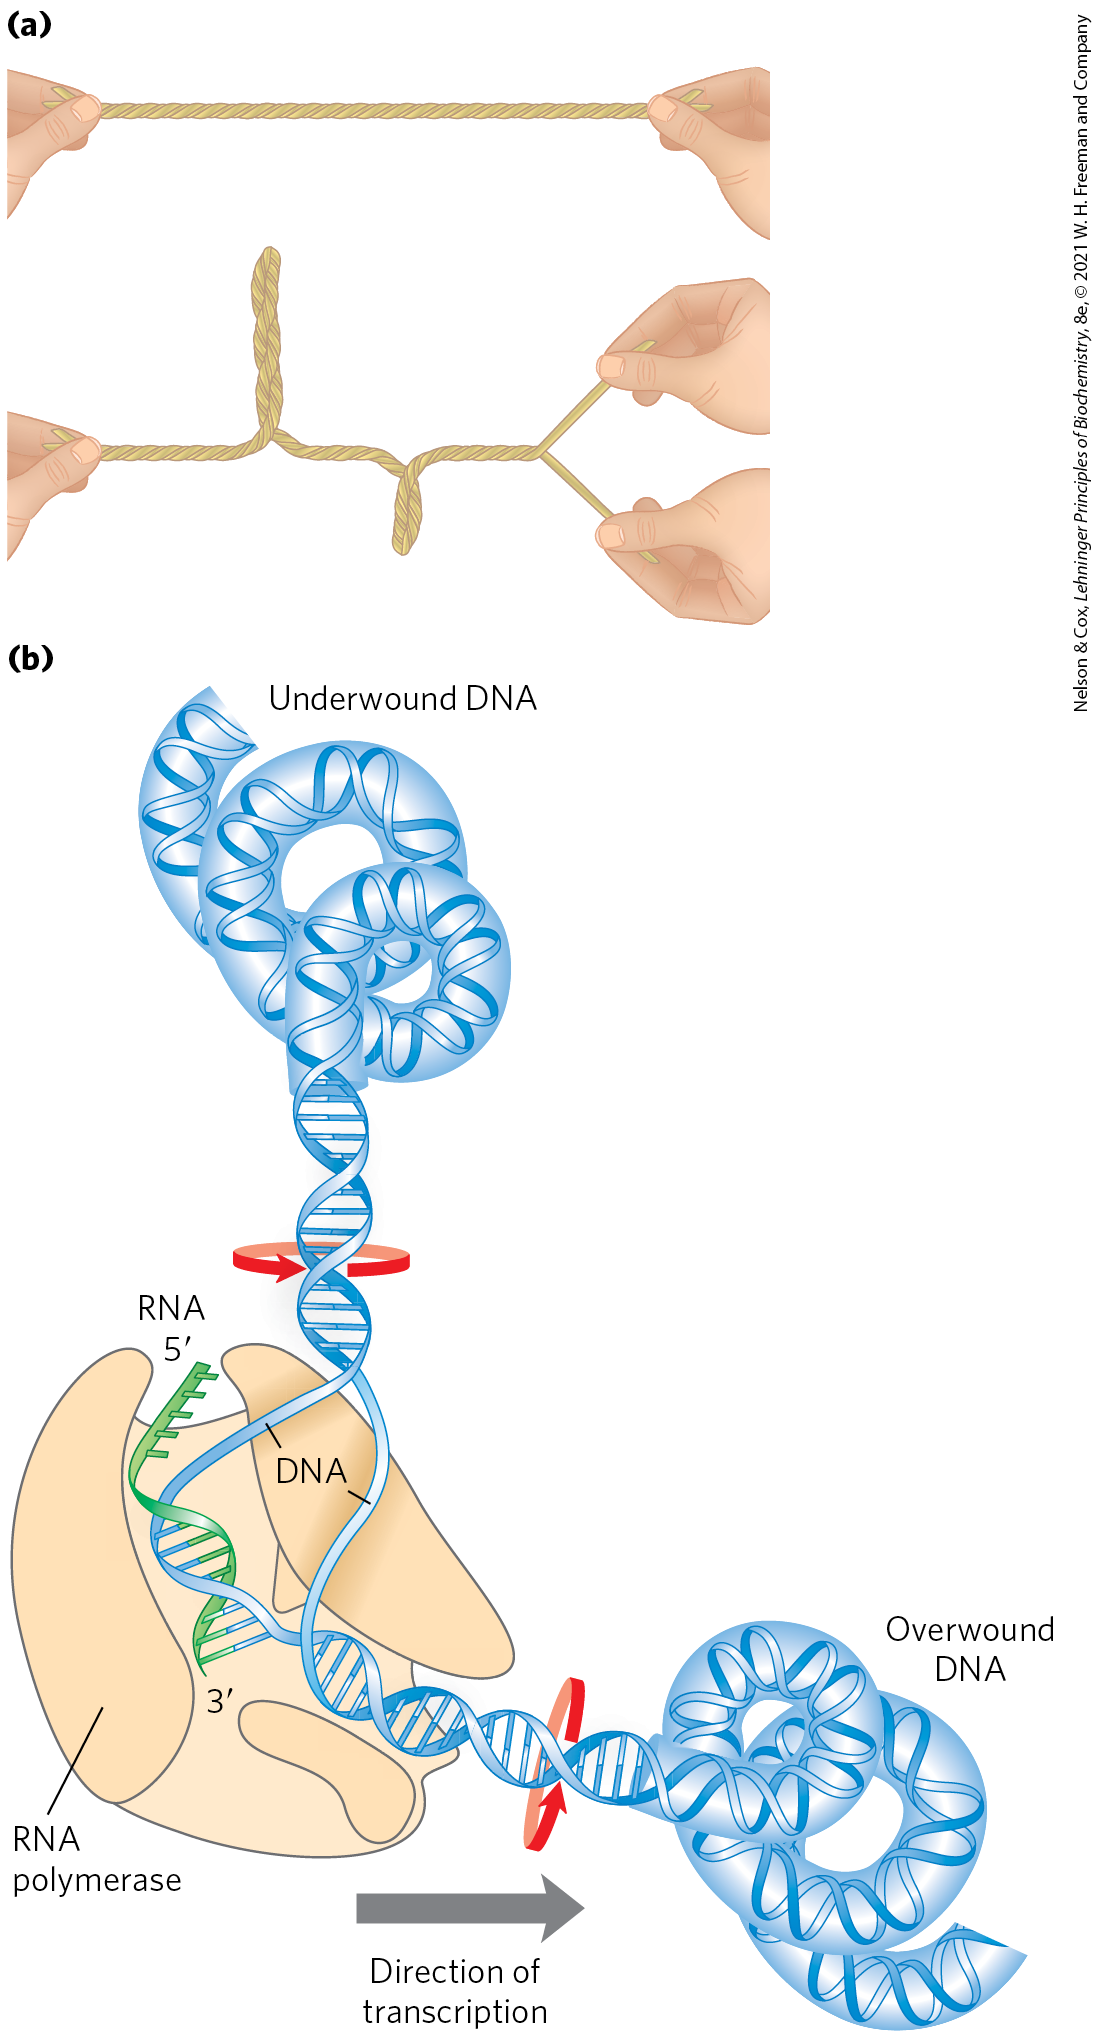 (a)
Nelson & Cox, Lehninger Principles of Biochemistry, 8e, © 2021 W. H. Freeman and Company
(b)
Underwound DNA
RNA
5′
DNA
3′
Overwound
DNA
RNA
polymerase
Direction of
transcription